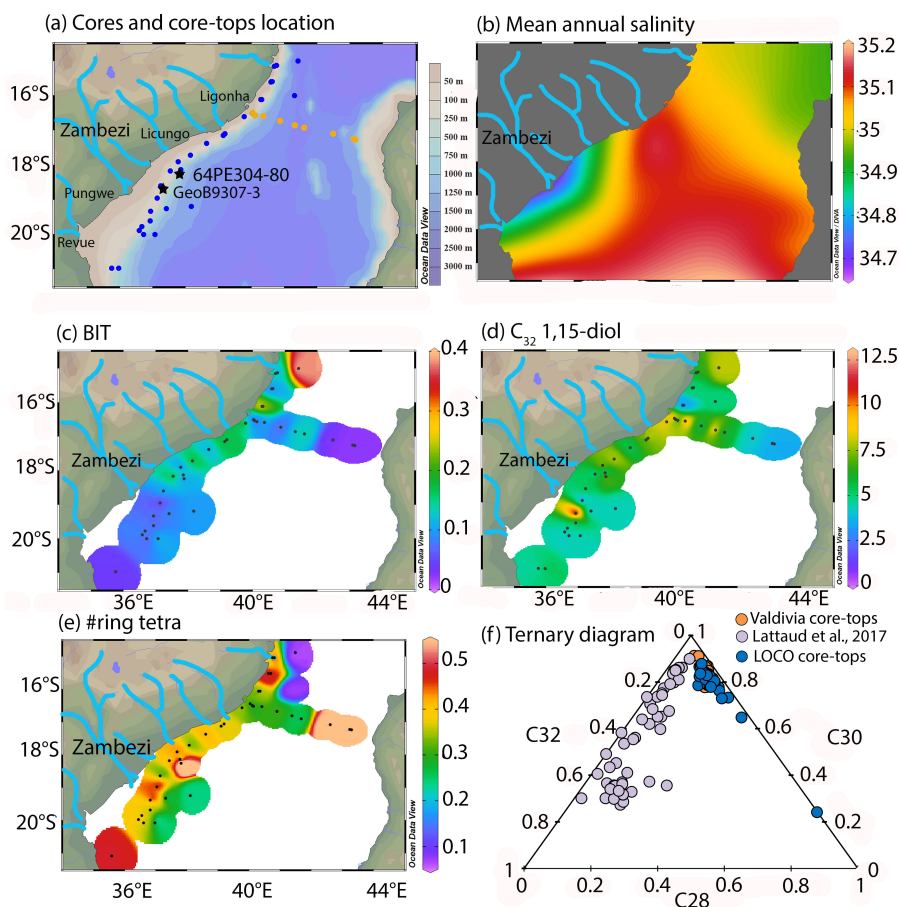 (a) Cores and core-tops location
(b) Mean annual salinity
16°S
18°S
20°S
Ligonha
Zambezi
Licungo
64PE304-80
GeoB9307-3
Pungwe
Revue
50 m
100 m
250 m
500 m
750 m
1000 m
1250 m
1500 m
2000 m
2500 m
3000 m
Ocean Data View
Zambezi
35.2
35.1
35
34.9
34.8
34.7
Ocean Data View / DIVA
(c) BIT
(d) C32 1,15-diol
16°S
18°S
20°S
Zambezi
0.4
0.3
0.2
0.1
0
Ocean Data View
36°E
40°E
44°E
Zambezi
12.5
10
7.5
5
2.5
0
Ocean Data View
36°E
40°E
44°E
(e) #ring tetra
16°S
18°S
20°S
Zambezi
0.5
0.4
0.3
0.2
0.1
Ocean Data View
36°E
40°E
44°E
(f) Ternary diagram
Valdivia core-tops
Lattaud et al., 2017
LOCO core-tops
0 1
0.2 0.8
0.4 0.6
C32 C30
0.6 0.4
0.8 0.2
1 0
0 0.2 0.4 0.6 0.8 1
C28